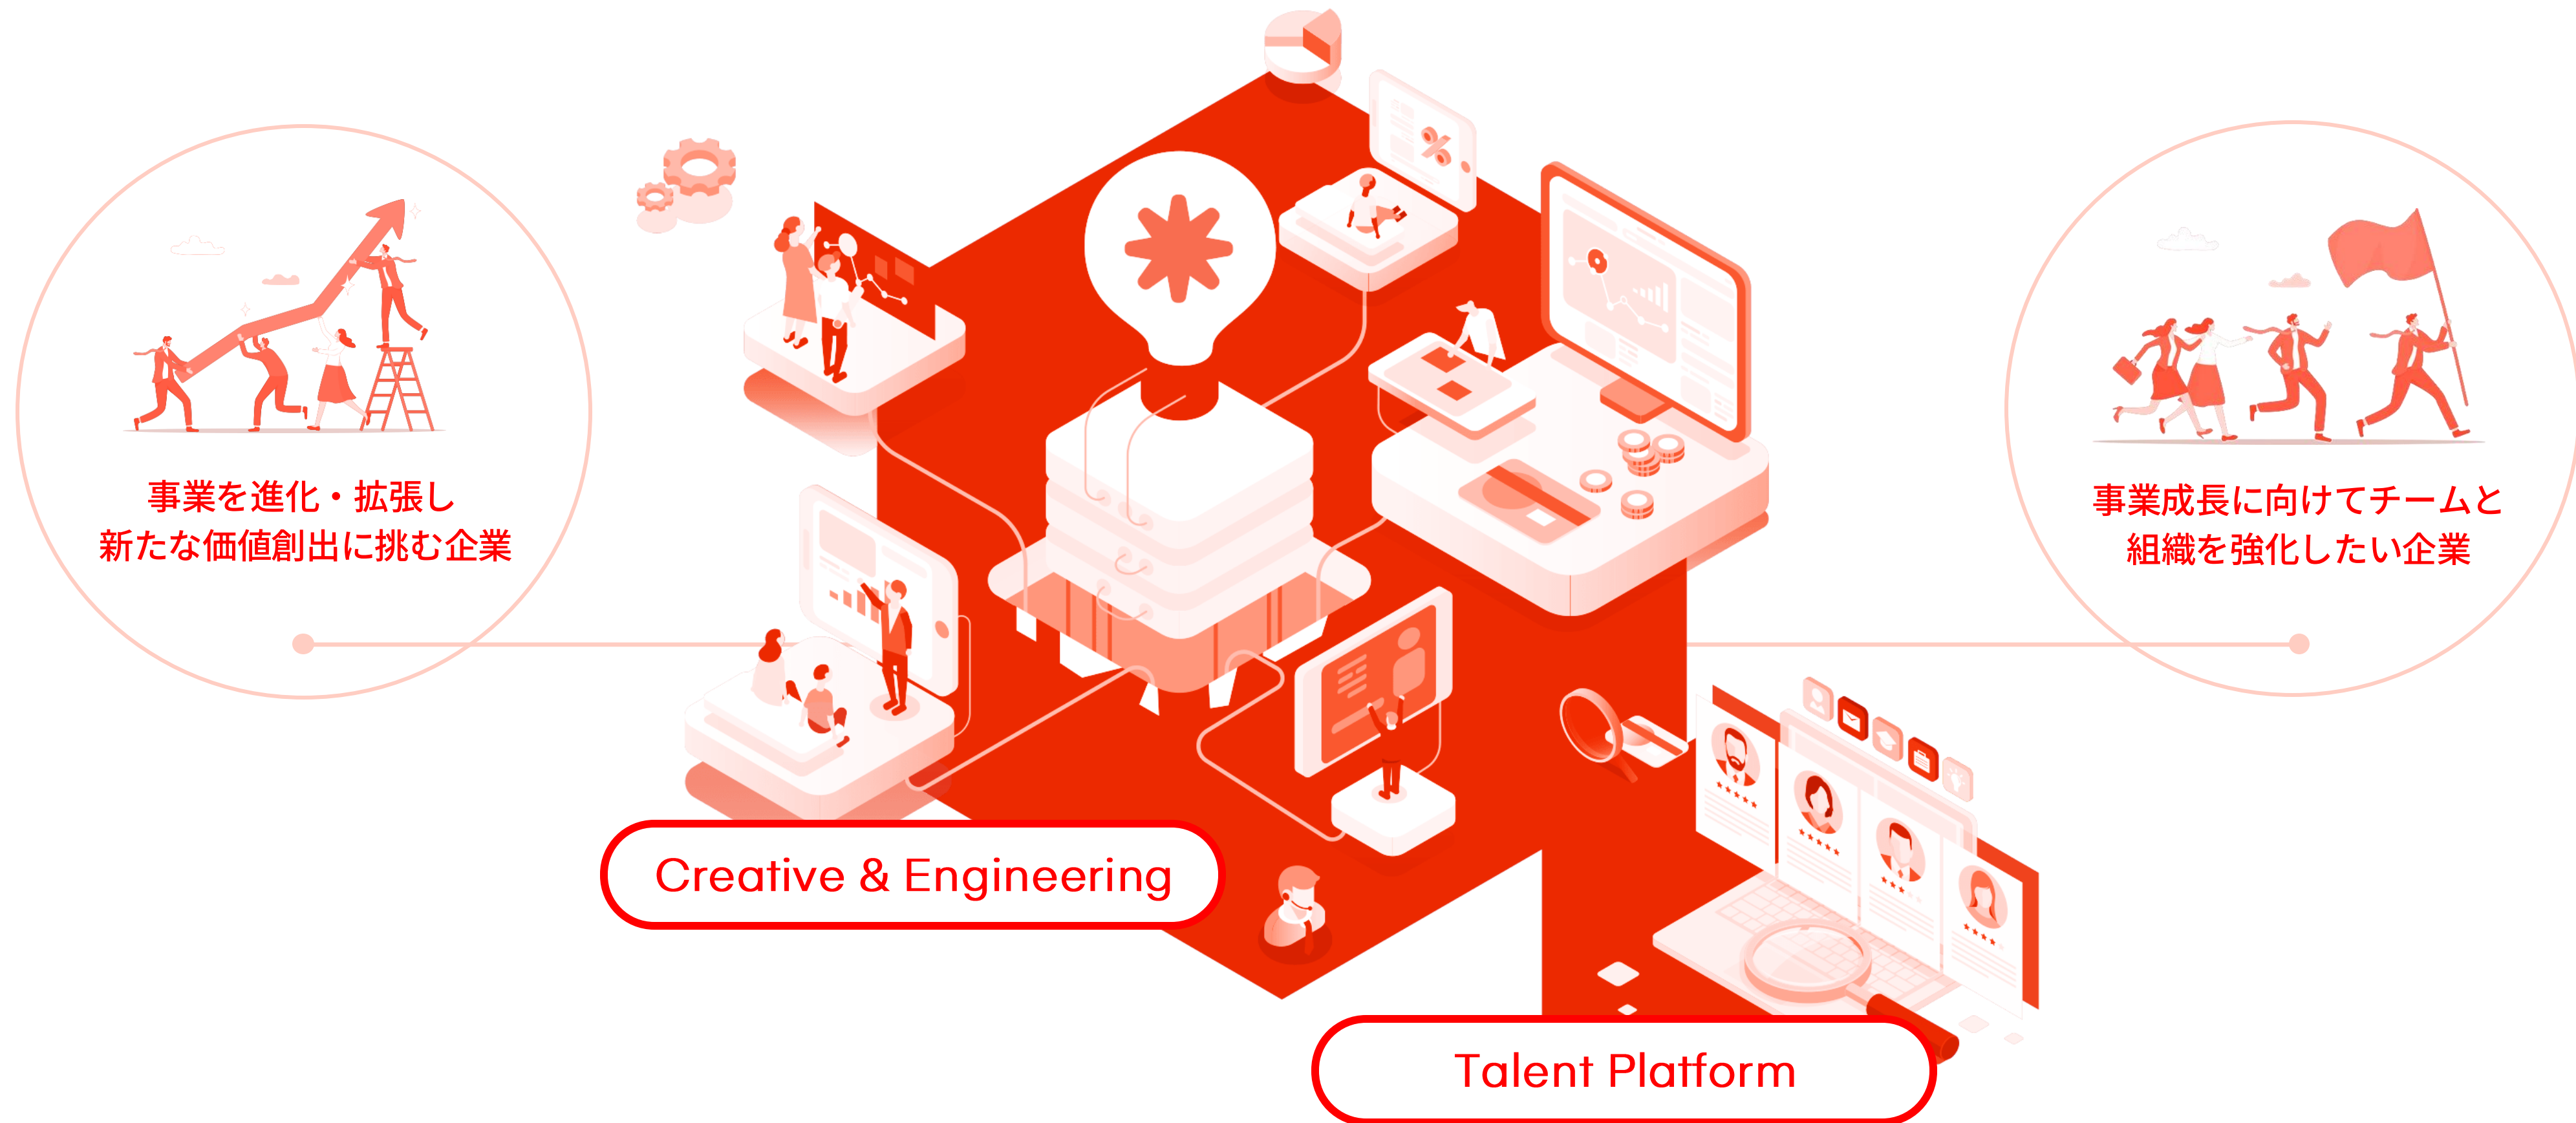 事業を進化・拡張し
新たな価値創出に挑む企業
事業成長に向けてチームと
組織を強化したい企業
Creative & Engineering
Talent Platform